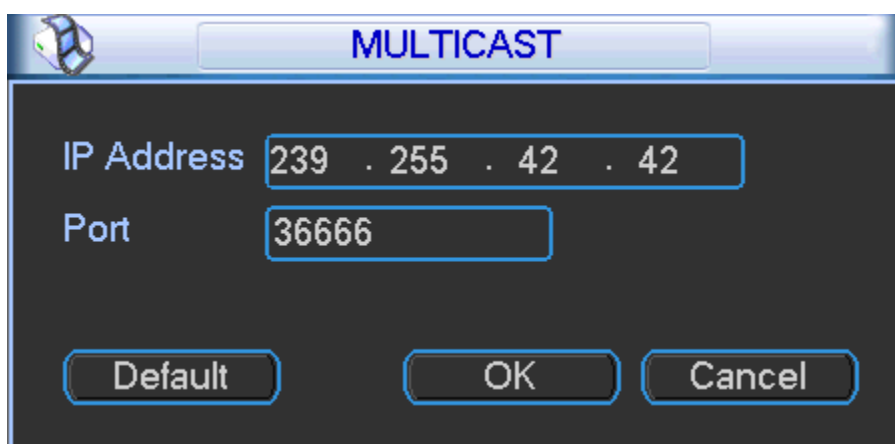 MULTICAST
IP Address 239 . 255 . 42 . 42
Port 36666
Default OK Cancel